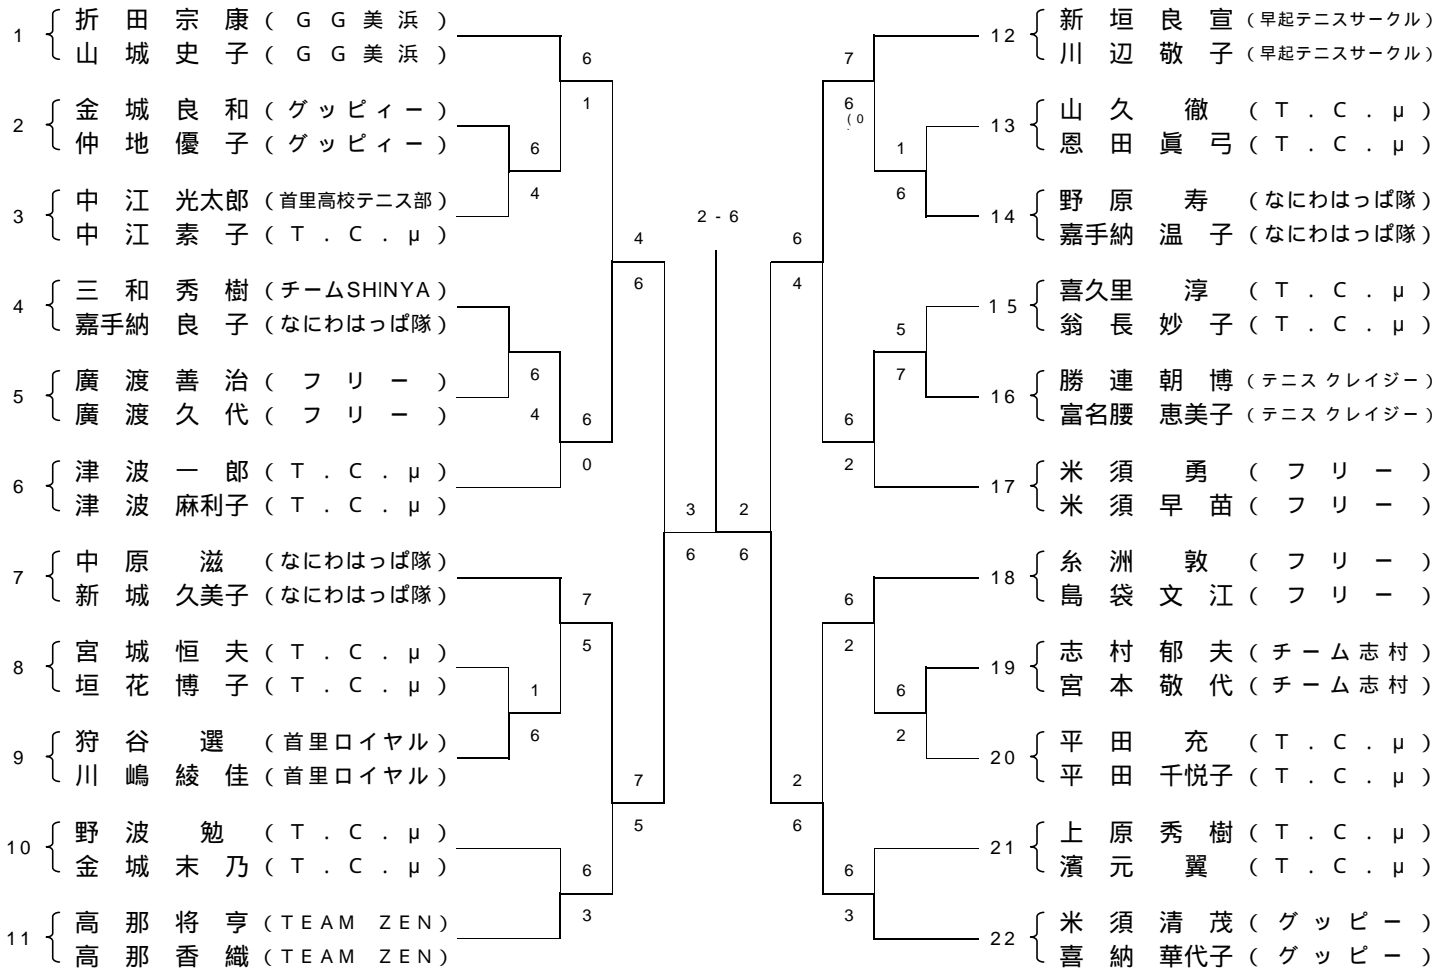 1 折田宗康 (GG美浜)
山城史子 (GG美浜)
2 金城良和 (グッピィー)
仲地優子 (グッピィー)
3 中江光太郎 (首里高校テニス部)
中江素子 (T.C.μ)
4 三和秀樹 (チームSHINYA)
嘉手納良子 (なにわはっぱ隊)
5 廣渡善治 (フリー)
廣渡久代 (フリー)
6 津波一郎 (T.C.μ)
津波麻利子 (T.C.μ)
7 中原滋 (なにわはっぱ隊)
新城久美子 (なにわはっぱ隊)
8 宮城恒夫 (T.C.μ)
垣花博子 (T.C.μ)
9 狩谷選 (首里ロイヤル)
川嶋綾佳 (首里ロイヤル)
10 野波勉 (T.C.μ)
金城末乃 (T.C.μ)
11 高那将亨 (TEAM ZEN)
高那香織 (TEAM ZEN)
6
1
6
4
4
6
6
4
6
0
3
6
7
5
1
6
7
5
6
3
2-6
2
6
7
6
(0
1
6
6
4
5
7
6
2
6
2
6
2
2
6
6
3
12 新垣良宣 (早起テニスサークル)
川辺敬子 (早起テニスサークル)
13 山久徹 (T.C.μ)
恩田眞弓 (T.C.μ)
14 野原寿 (なにわはっぱ隊)
嘉手納温子 (なにわはっぱ隊)
15 喜久里淳 (T.C.μ)
翁長妙子 (T.C.μ)
16 勝連朝博 (テニスクレイジー)
富名腰恵美子 (テニスクレイジー)
17 米須勇 (フリー)
米須早苗 (フリー)
18 糸洲敦 (フリー)
島袋文江 (フリー)
19 志村郁夫 (チーム志村)
宮本敬代 (チーム志村)
20 平田充 (T.C.μ)
平田千悦子 (T.C.μ)
21 上原秀樹 (T.C.μ)
濱元翼 (T.C.μ)
22 米須清茂 (グッピー)
喜納華代子 (グッピー)